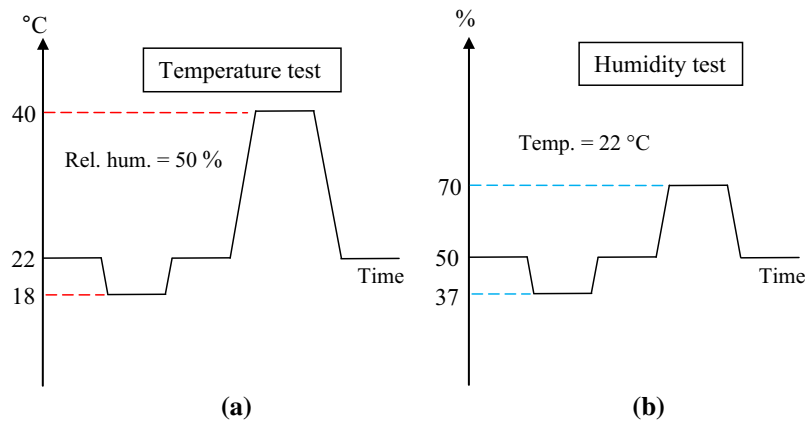 °C
Temperature test
40
Rel. hum. = 50 %
22
Time
18
(a)
%
Humidity test
Temp. = 22 °C
70
50
Time
37
(b)